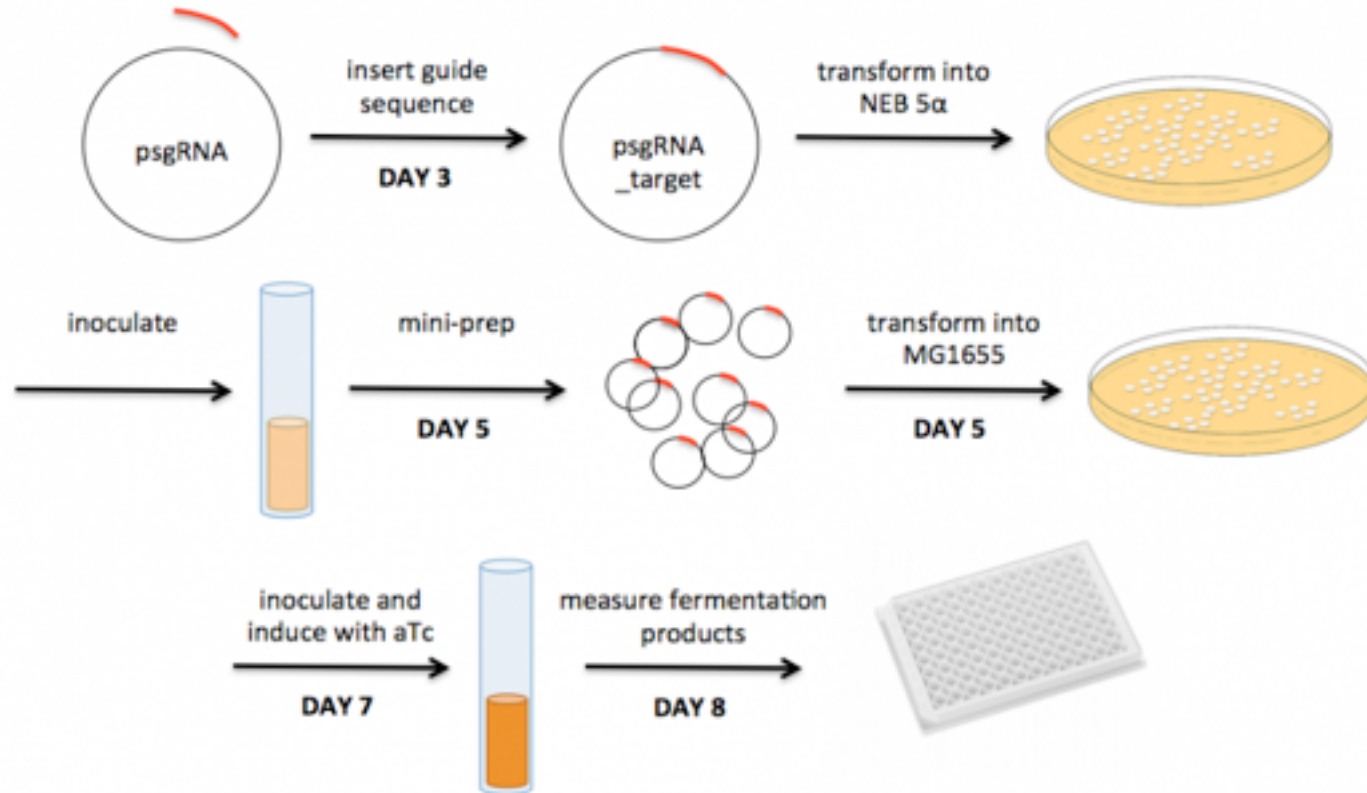 insert guide
sequence
psgRNA
DAY 3
psgRNA
_target
transform into
NEB 5α
inoculate
mini-prep
DAY 5
transform into
MG1655
DAY 5
inoculate and
induce with aTc
DAY 7
measure fermentation
products
DAY 8